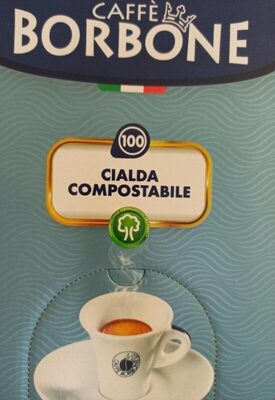 CAFFÈ
BORBONE
100
CIALDA
COMPOSTABILE